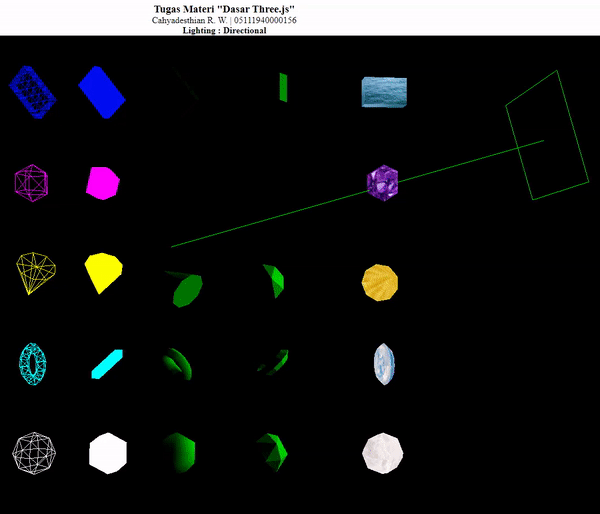 Tugas Materi "Dasar Three.js"
Cahyadesthian R. W. | 05111940000156
Lighting : Directional